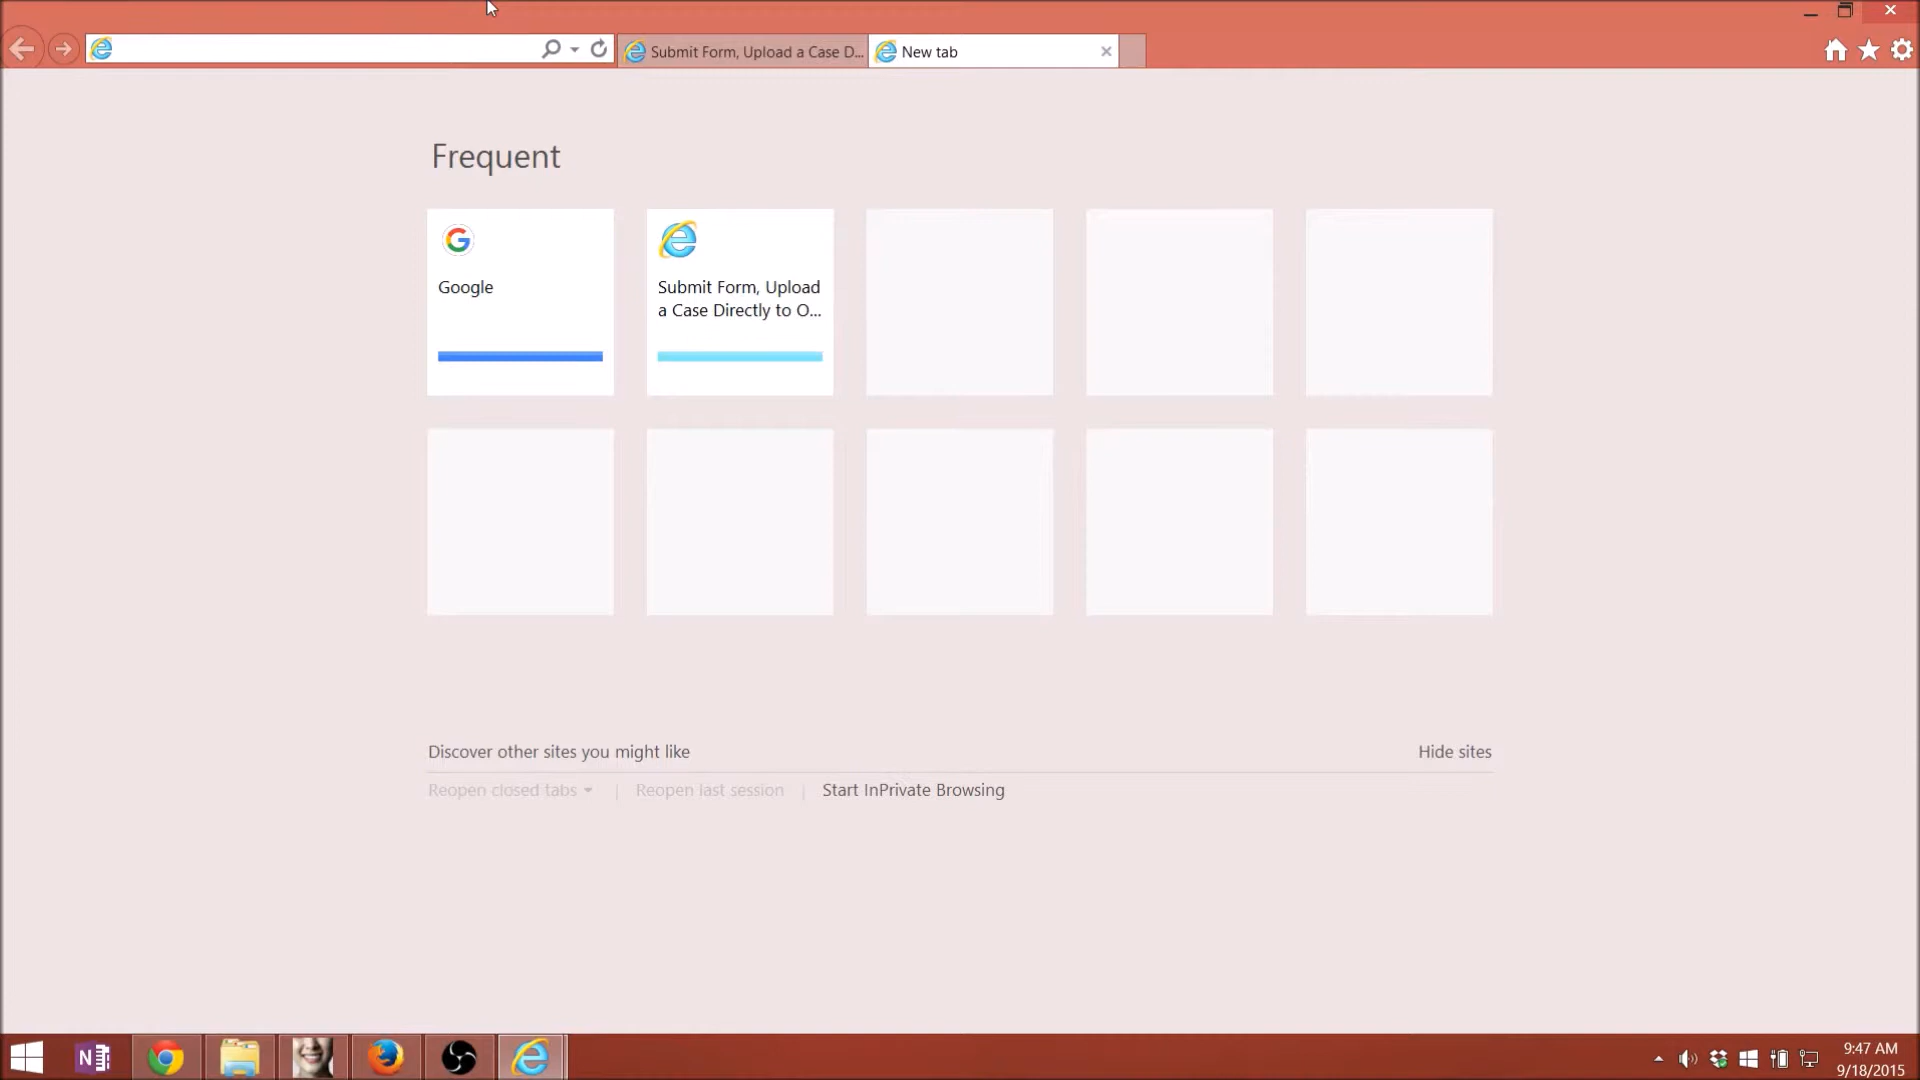 Submit Form, Upload a Case D...
New tab
Frequent
Google
Submit Form, Upload
a Case Directly to O...
Discover other sites you might like
Hide sites
Reopen closed tabs
Reopen last session
Start InPrivate Browsing
9:47 AM
9/18/2015